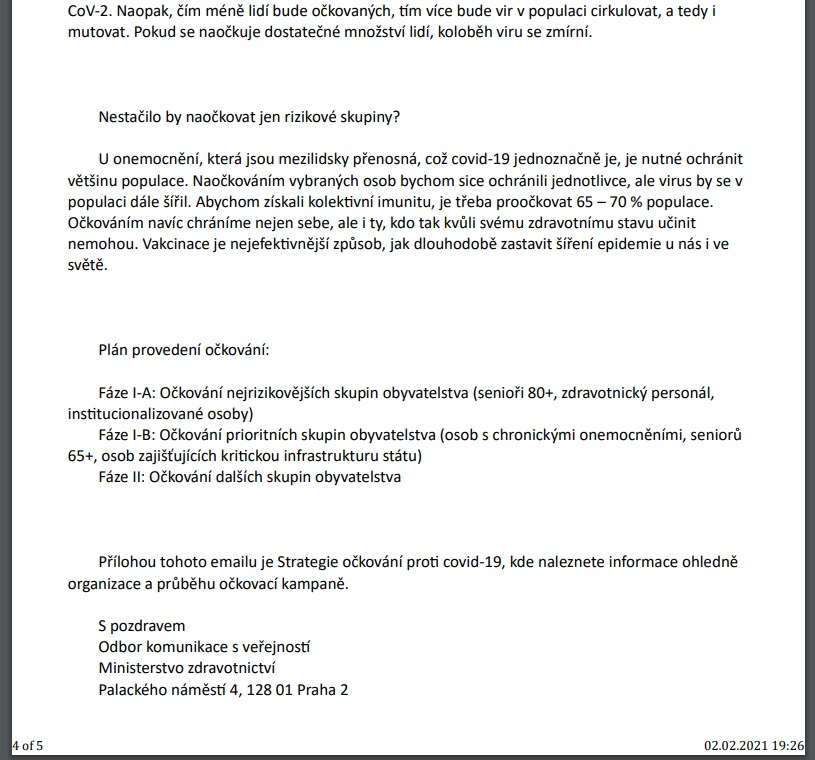 CoV-2. Naopak, čím méně lidí bude očkovaných, tím více bude vir v populaci cirkulovat, a tedy i
mutovat. Pokud se naočkuje dostatečné množství lidí, koloběh viru se zmírní.
Nestačilo by naočkovat jen rizikové skupiny?
U onemocnění, která jsou mezilidsky přenosná, což covid-19 jednoznačně je, je nutné ochránit
většinu populace. Naočkováním vybraných osob bychom sice ochránili jednotlivce, ale virus by se v
populaci dále šířil. Abychom získali kolektivní imunitu, je třeba proočkovat 65 – 70 % populace.
Očkováním navíc chráníme nejen sebe, ale i ty, kdo tak kvůli svému zdravotnímu stavu učinit
nemohou. Vakcinace je nejefektivnější způsob, jak dlouhodobě zastavit šíření epidemie u nás i ve
světě.
Plán provedení očkování:
Fáze I-A: Očkování nejrizikovějších skupin obyvatelstva (senioři 80+, zdravotnický personál,
institucionalizované osoby)
Fáze I-B: Očkování prioritních skupin obyvatelstva (osob s chronickými onemocněními, seniorů
65+, osob zajišťujících kritickou infrastrukturu státu)
Fáze II: Očkování dalších skupin obyvatelstva
Přílohou tohoto emailu je Strategie očkování proti covid-19, kde naleznete informace ohledně
organizace a průběhu očkovací kampaně.
S pozdravem
Odbor komunikace s veřejností
Ministerstvo zdravotnictví
Palackého náměstí 4, 128 01 Praha 2
4 of 5 02.02.2021 19:26